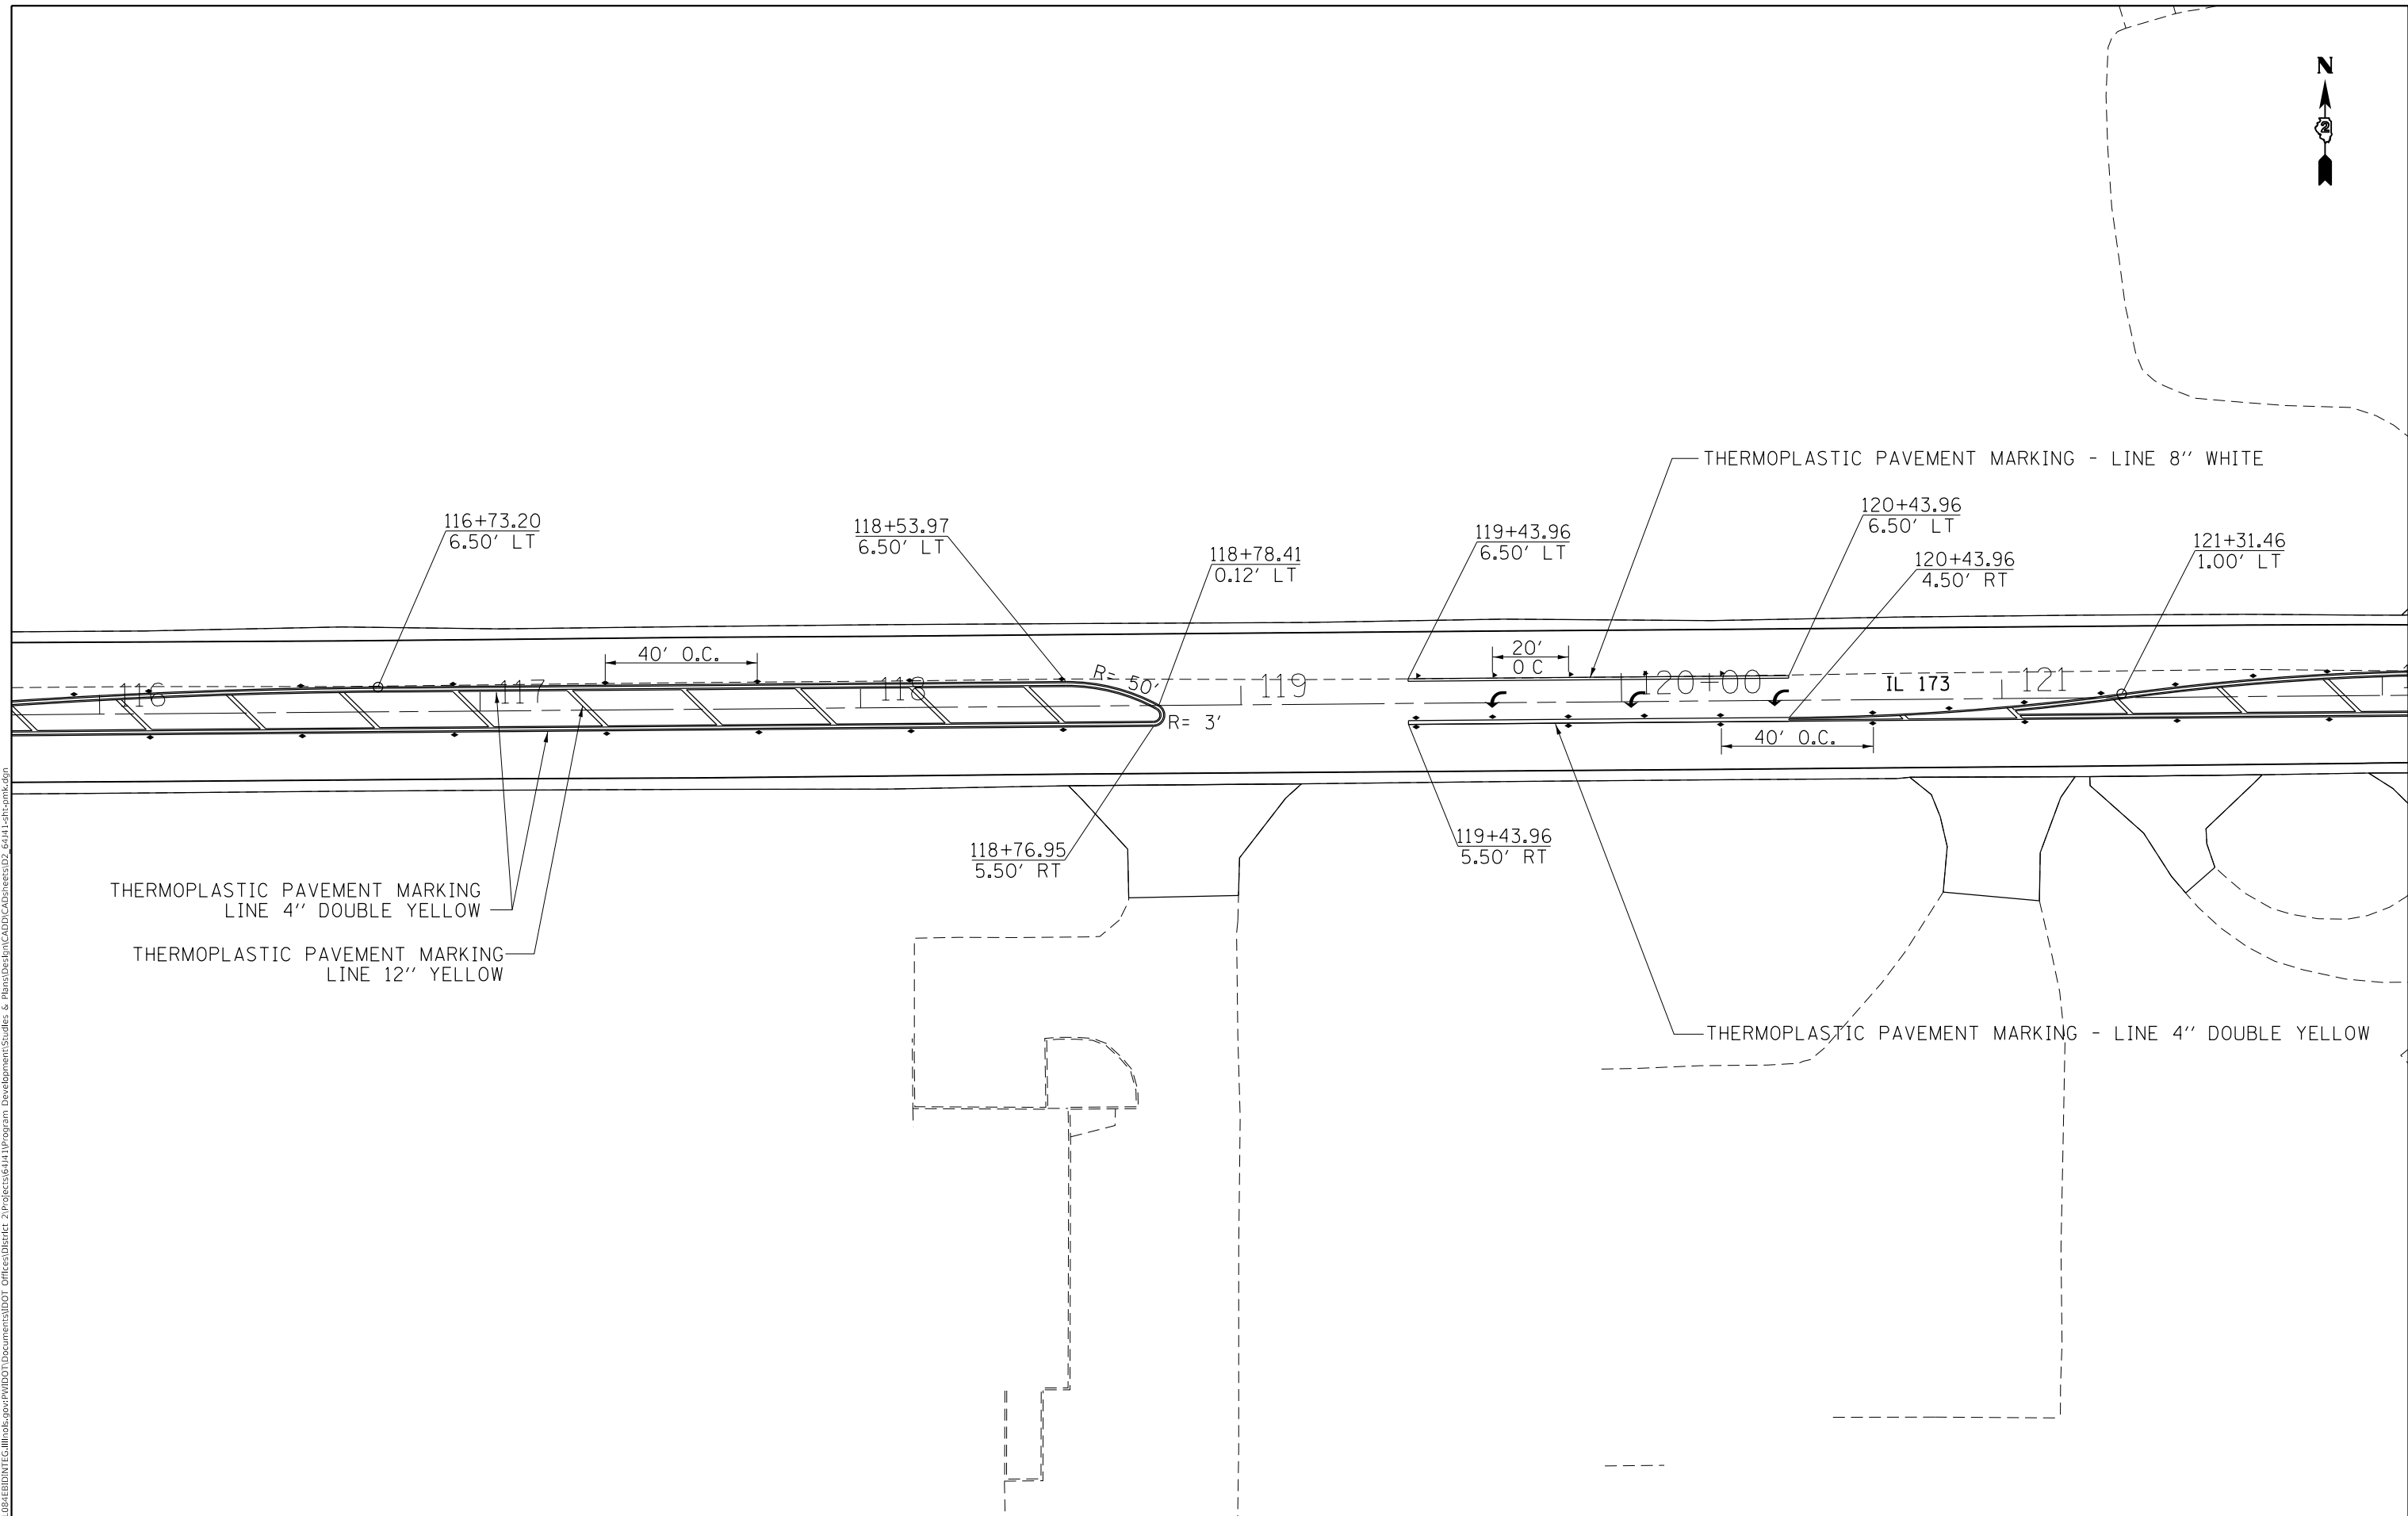 N
2
THERMOPLASTIC PAVEMENT MARKING - LINE 8" WHITE
116+73.20
6.50' LT
118+53.97
6.50' LT
118+78.41
0.12' LT
119+43.96
6.50' LT
120+43.96
6.50' LT
120+43.96
4.50' RT
121+31.46
1.00' LT
40' O.C.
20'
O C
R= 50'
R= 3'
116
117
118
119
120+00
IL 173
121
40' O.C.
118+76.95
5.50' RT
119+43.96
5.50' RT
THERMOPLASTIC PAVEMENT MARKING
LINE 4" DOUBLE YELLOW
THERMOPLASTIC PAVEMENT MARKING
LINE 12" YELLOW
THERMOPLASTIC PAVEMENT MARKING - LINE 4" DOUBLE YELLOW